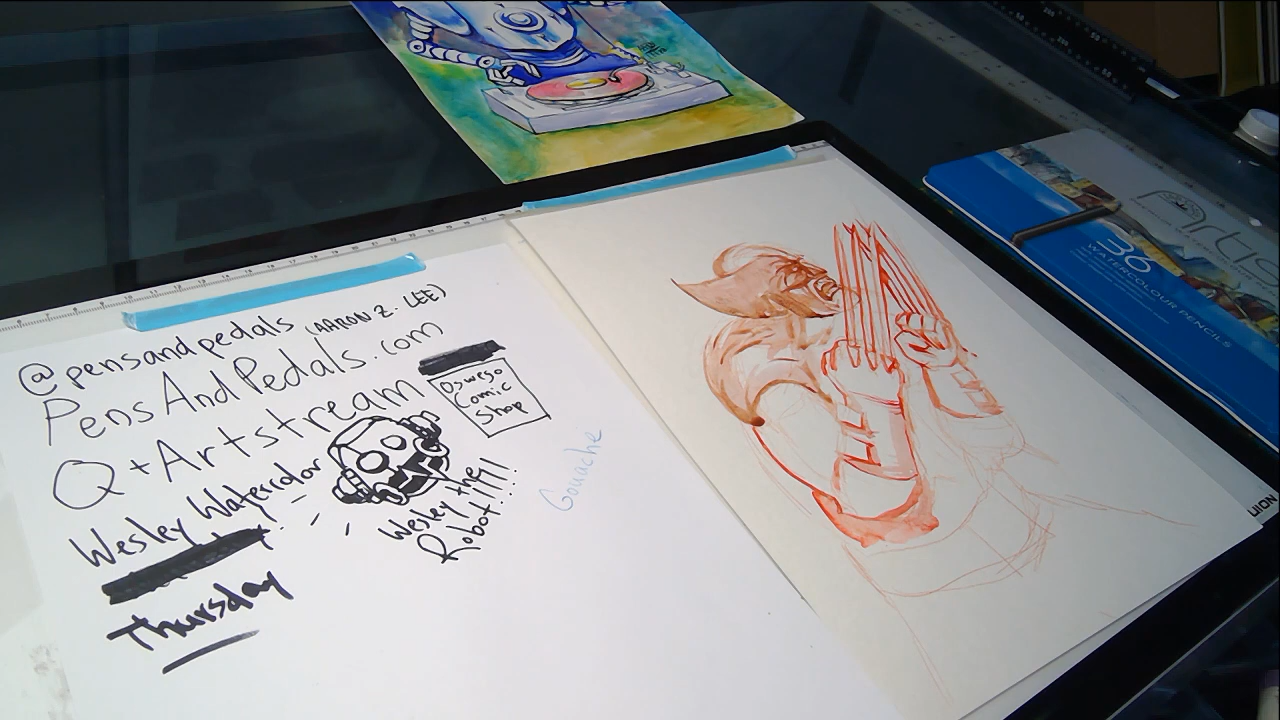 @pensandpedals (AARON Z. LEE)
PensAndPedals.com
Q + Artstream
Wesley Watercolor
Thursday
Oswego
Comic
Shop
Wesley the
Robot!!!!
Gouache
36
WATERCOLOUR PENCILS